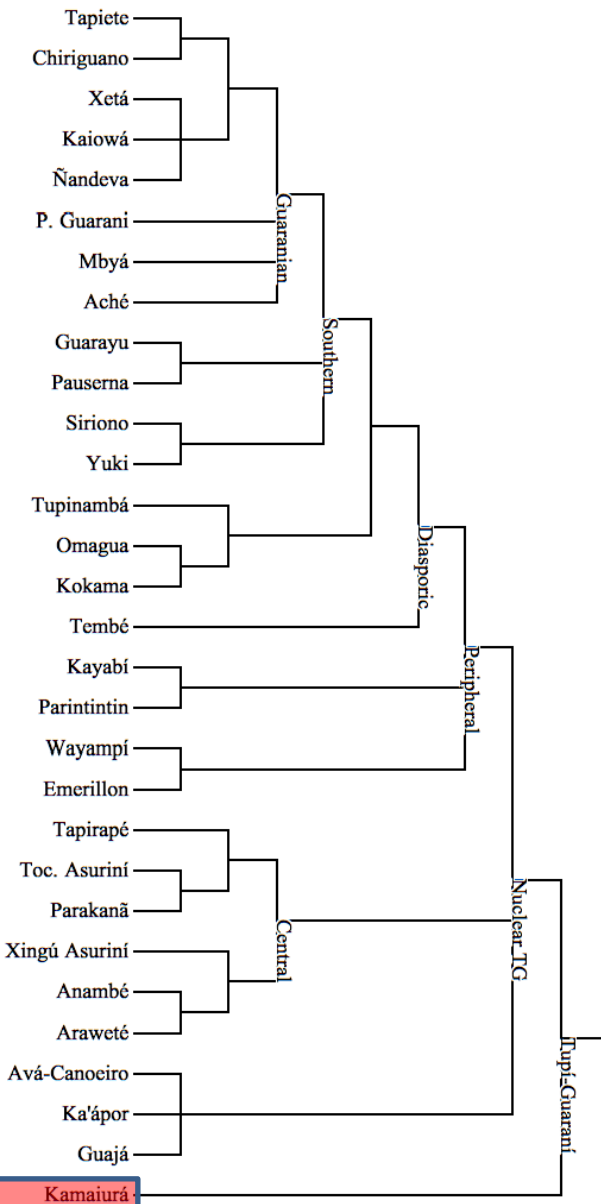 Tapiete
Chiriguano
Xetá
Kaiowá
Ñandeva
P. Guarani
Mbyá
Aché
Guaranian
Guarayu
Pauserna
Siriono
Yuki
Southern
Tupinambá
Omagua
Kokama
Tembé
Diasporic
Kayabí
Parintintin
Wayampí
Emerillon
Peripheral
Tapirapé
Toc. Asuriní
Parakanã
Xingú Asuriní
Anambé
Araweté
Central
Avá-Canoeiro
Ka'ápor
Guajá
Nuclear_TG
Kamaiurá
Tupí-Guaraní